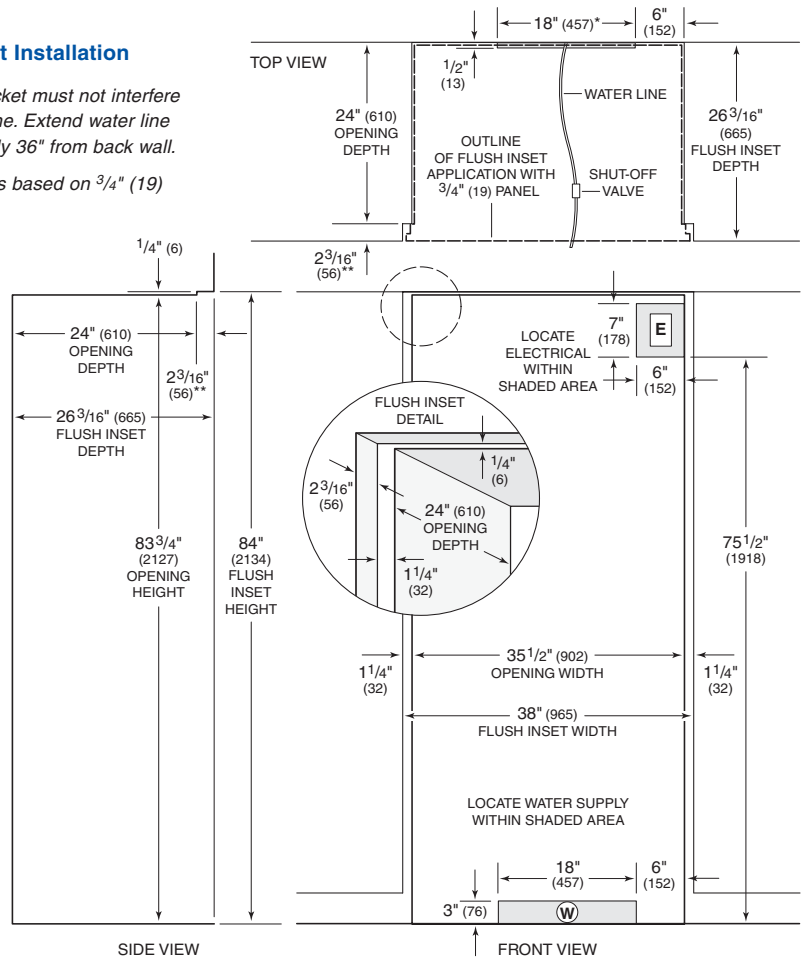 t Installation
cket must not interfere
ne. Extend water line
ly 36" from back wall.
s based on 3/4" (19)
TOP VIEW
18" (457)*
6"
(152)
1/2"
(13)
24" (610)
OPENING
DEPTH
WATER LINE
OUTLINE
OF FLUSH INSET
APPLICATION WITH
3/4" (19) PANEL
SHUT-OFF
VALVE
26 3/16"
(665)
FLUSH INSET
DEPTH
2 3/16"
(56)**
1/4" (6)
24" (610)
OPENING
DEPTH
2 3/16"
(56)**
26 3/16" (665)
FLUSH INSET
DEPTH
83 3/4"
(2127)
OPENING
HEIGHT
84"
(2134)
FLUSH
INSET
HEIGHT
SIDE VIEW
LOCATE
ELECTRICAL
WITHIN
SHADED AREA
7"
(178)
E
6"
(152)
FLUSH INSET
DETAIL
1/4"
(6)
2 3/16"
(56)
24" (610)
OPENING
DEPTH
1 1/4"
(32)
75 1/2"
(1918)
1 1/4"
(32)
35 1/2" (902)
OPENING WIDTH
1 1/4"
(32)
38" (965)
FLUSH INSET WIDTH
LOCATE WATER SUPPLY
WITHIN SHADED AREA
18"
(457)
6"
(152)
3" (76)
W
FRONT VIEW